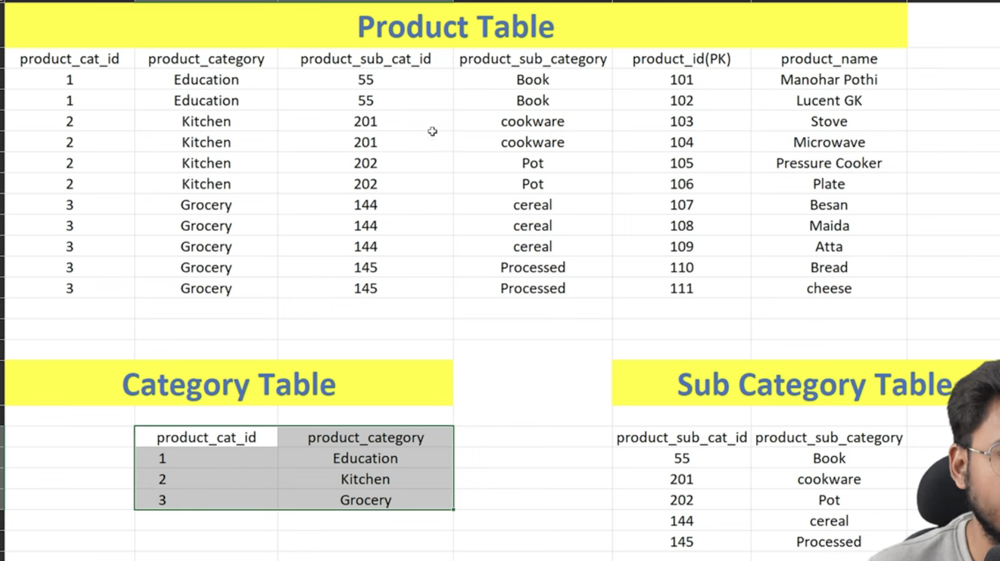 Product Table
product_cat_id product_category product_sub_cat_id product_sub_category product_id(PK) product_name
1 Education 55 Book 101 Manohar Pothi
1 Education 55 Book 102 Lucent GK
2 Kitchen 201 cookware 103 Stove
2 Kitchen 201 cookware 104 Microwave
2 Kitchen 202 Pot 105 Pressure Cooker
2 Kitchen 202 Pot 106 Plate
3 Grocery 144 cereal 107 Besan
3 Grocery 144 cereal 108 Maida
3 Grocery 144 cereal 109 Atta
3 Grocery 145 Processed 110 Bread
3 Grocery 145 Processed 111 cheese
Category Table
product_cat_id product_category
1 Education
2 Kitchen
3 Grocery
Sub Category Table
product_sub_cat_id product_sub_category
55 Book
201 cookware
202 Pot
144 cereal
145 Processed